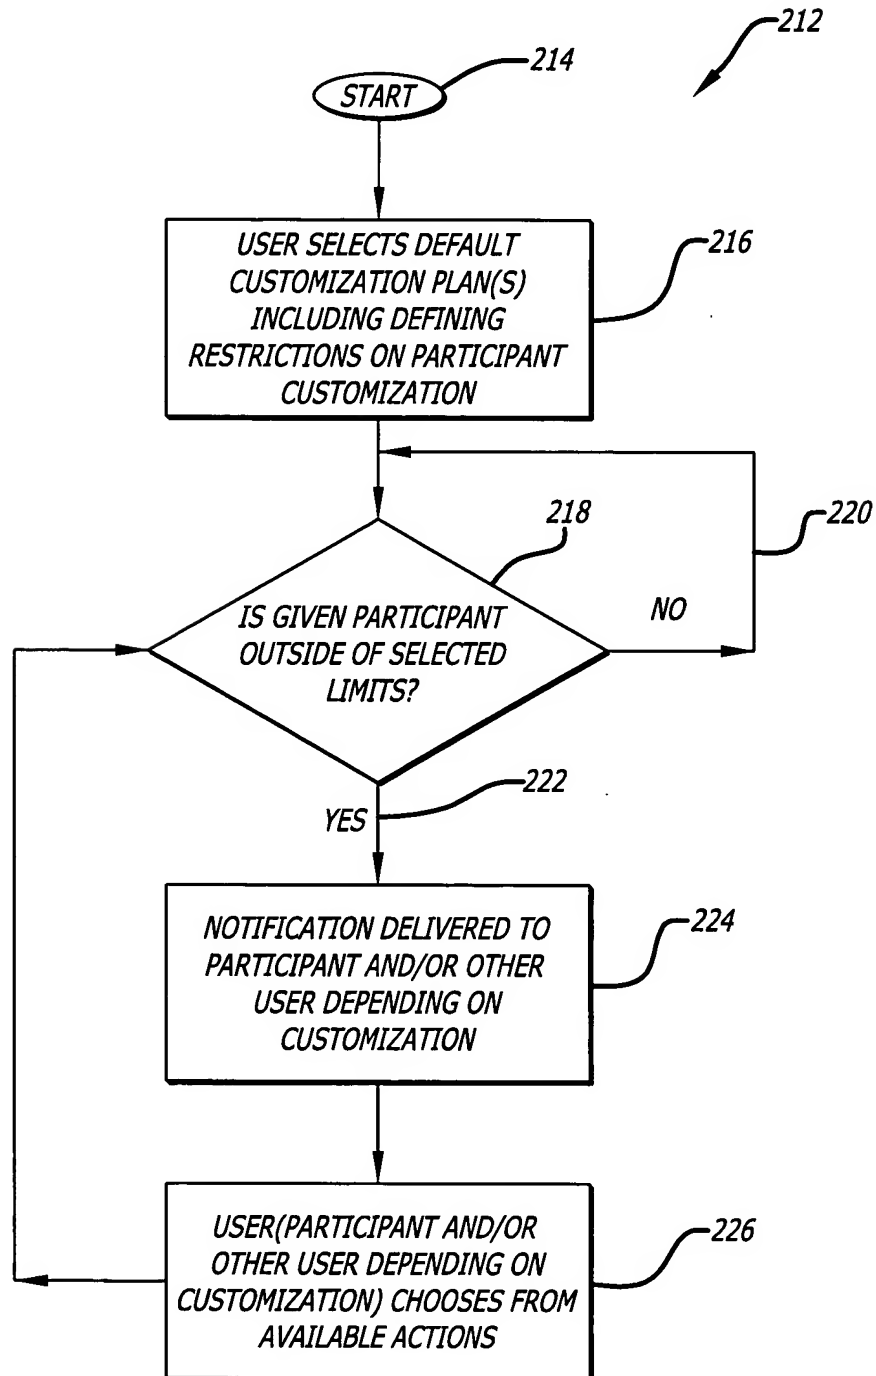 212
214
START
USER SELECTS DEFAULT
CUSTOMIZATION PLAN(S)
INCLUDING DEFINING
RESTRICTIONS ON PARTICIPANT
CUSTOMIZATION
216
218
220
IS GIVEN PARTICIPANT
OUTSIDE OF SELECTED
LIMITS?
NO
222
YES
NOTIFICATION DELIVERED TO
PARTICIPANT AND/OR OTHER
USER DEPENDING ON
CUSTOMIZATION
224
USER(PARTICIPANT AND/OR
OTHER USER DEPENDING ON
CUSTOMIZATION) CHOOSES FROM
AVAILABLE ACTIONS
226